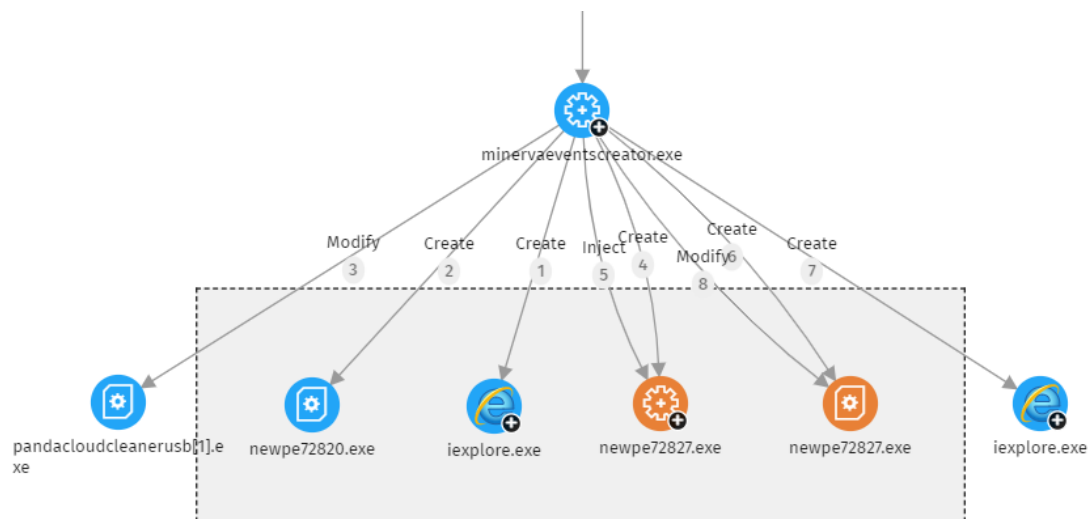 minervaeventscreator.exe
Modify
3
Create
2
Create
1
Inject
5
Create
4
Modify
8
Create
6
Create
7
pandacloudcleanerusb[1].e
xe
newpe72820.exe
iexplore.exe
newpe72827.exe
newpe72827.exe
iexplore.exe